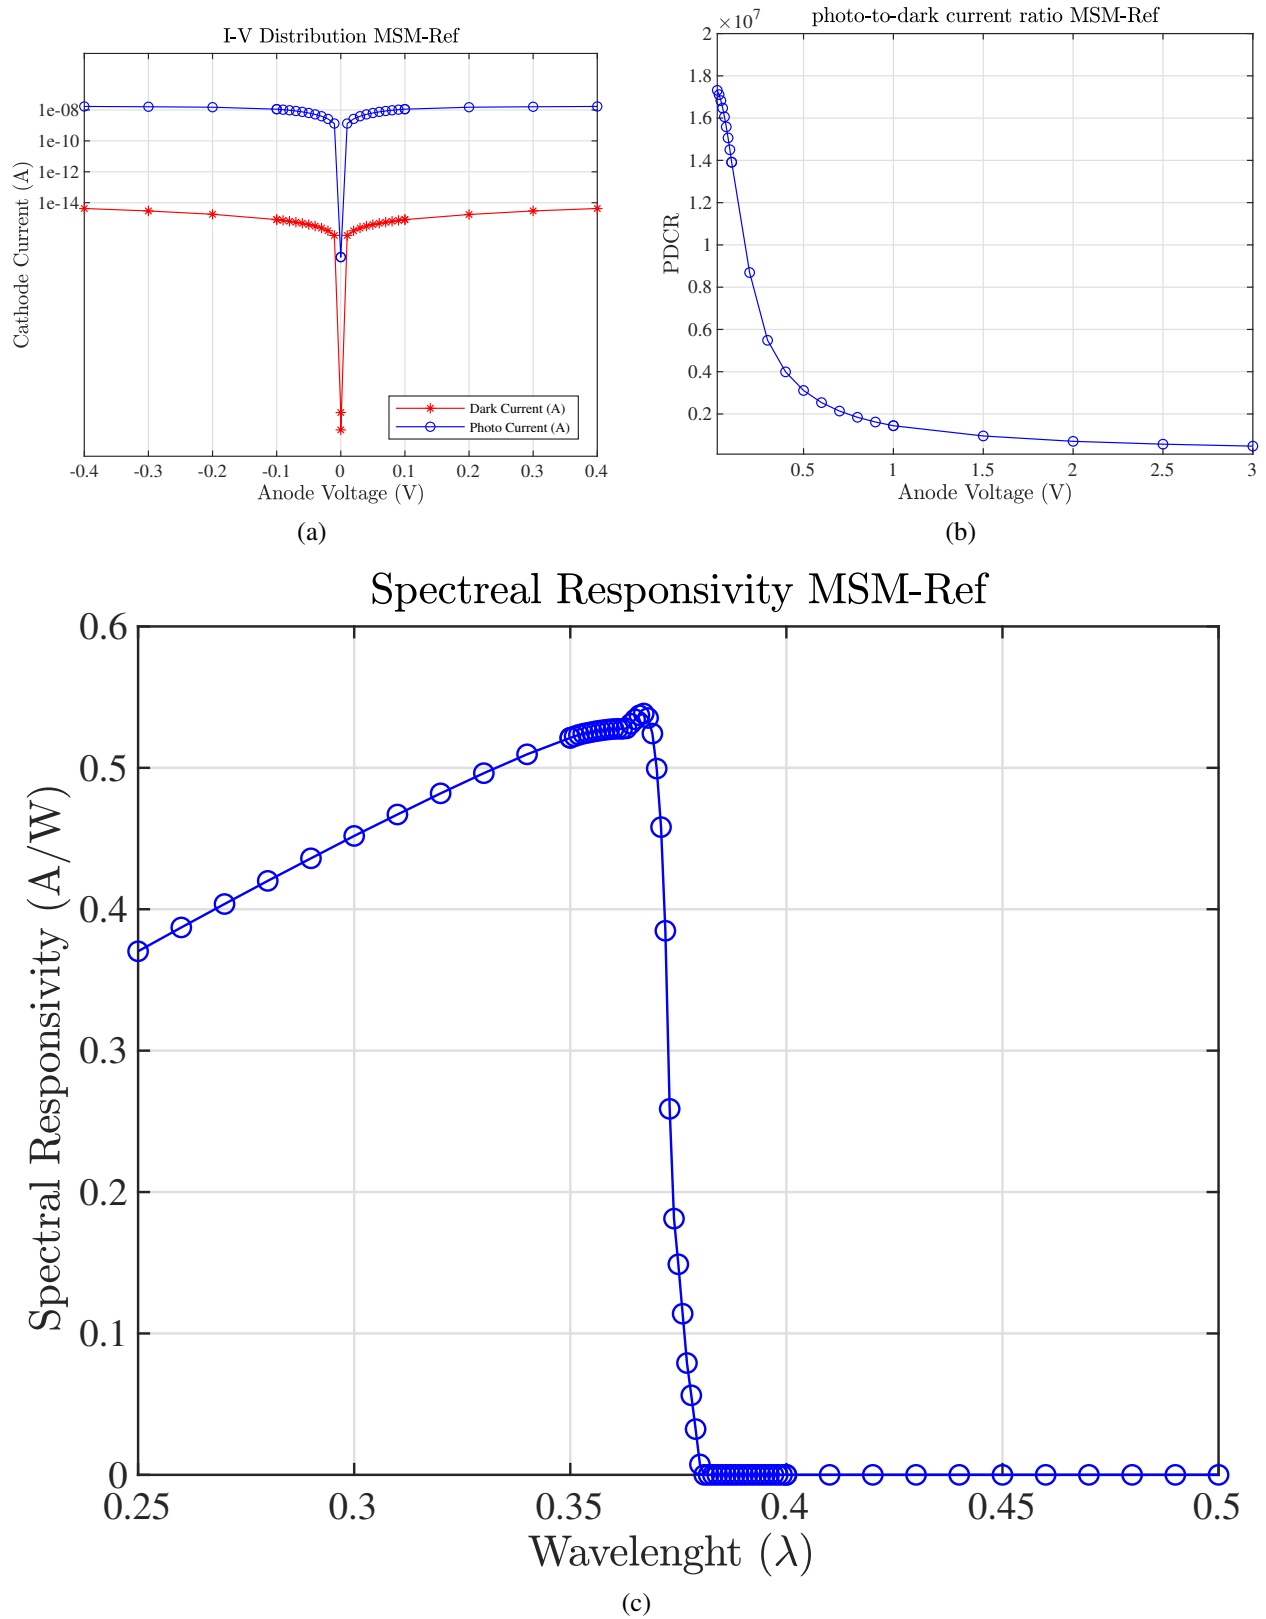 I-V Distribution MSM-Ref
1e-08
1e-10
1e-12
1e-14
Cathode Current (A)
Dark Current (A)
Photo Current (A)
-0.4 -0.3 -0.2 -0.1 0 0.1 0.2 0.3 0.4
Anode Voltage (V)
(a)
photo-to-dark current ratio MSM-Ref
×10⁷
2
1.8
1.6
1.4
1.2
1
0.8
0.6
0.4
0.2
PDCR
0.5 1 1.5 2 2.5 3
Anode Voltage (V)
(b)
Spectreal Responsivity MSM-Ref
0.6
0.5
0.4
0.3
0.2
0.1
0
Spectral Responsivity (A/W)
0.25 0.3 0.35 0.4 0.45 0.5
Wavelenght (λ)
(c)